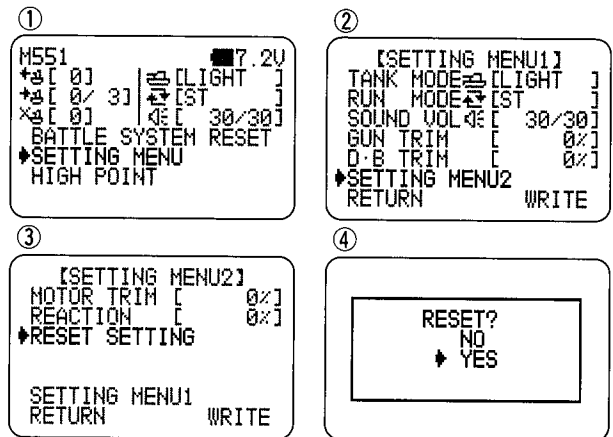 ①
M551 7.2V
[ 0] [LIGHT ]
[ 0/ 3] [ST ]
×[ 0] [ 30/30]
BATTLE SYSTEM RESET
SETTING MENU
HIGH POINT
②
[SETTING MENU1]
TANK MODE [LIGHT ]
RUN MODE [ST ]
SOUND VOL [ 30/30]
GUN TRIM [ 0%]
D·B TRIM [ 0%]
SETTING MENU2
RETURN WRITE
③
[SETTING MENU2]
MOTOR TRIM [ 0%]
REACTION [ 0%]
RESET SETTING
SETTING MENU1
RETURN WRITE
④
RESET?
NO
YES